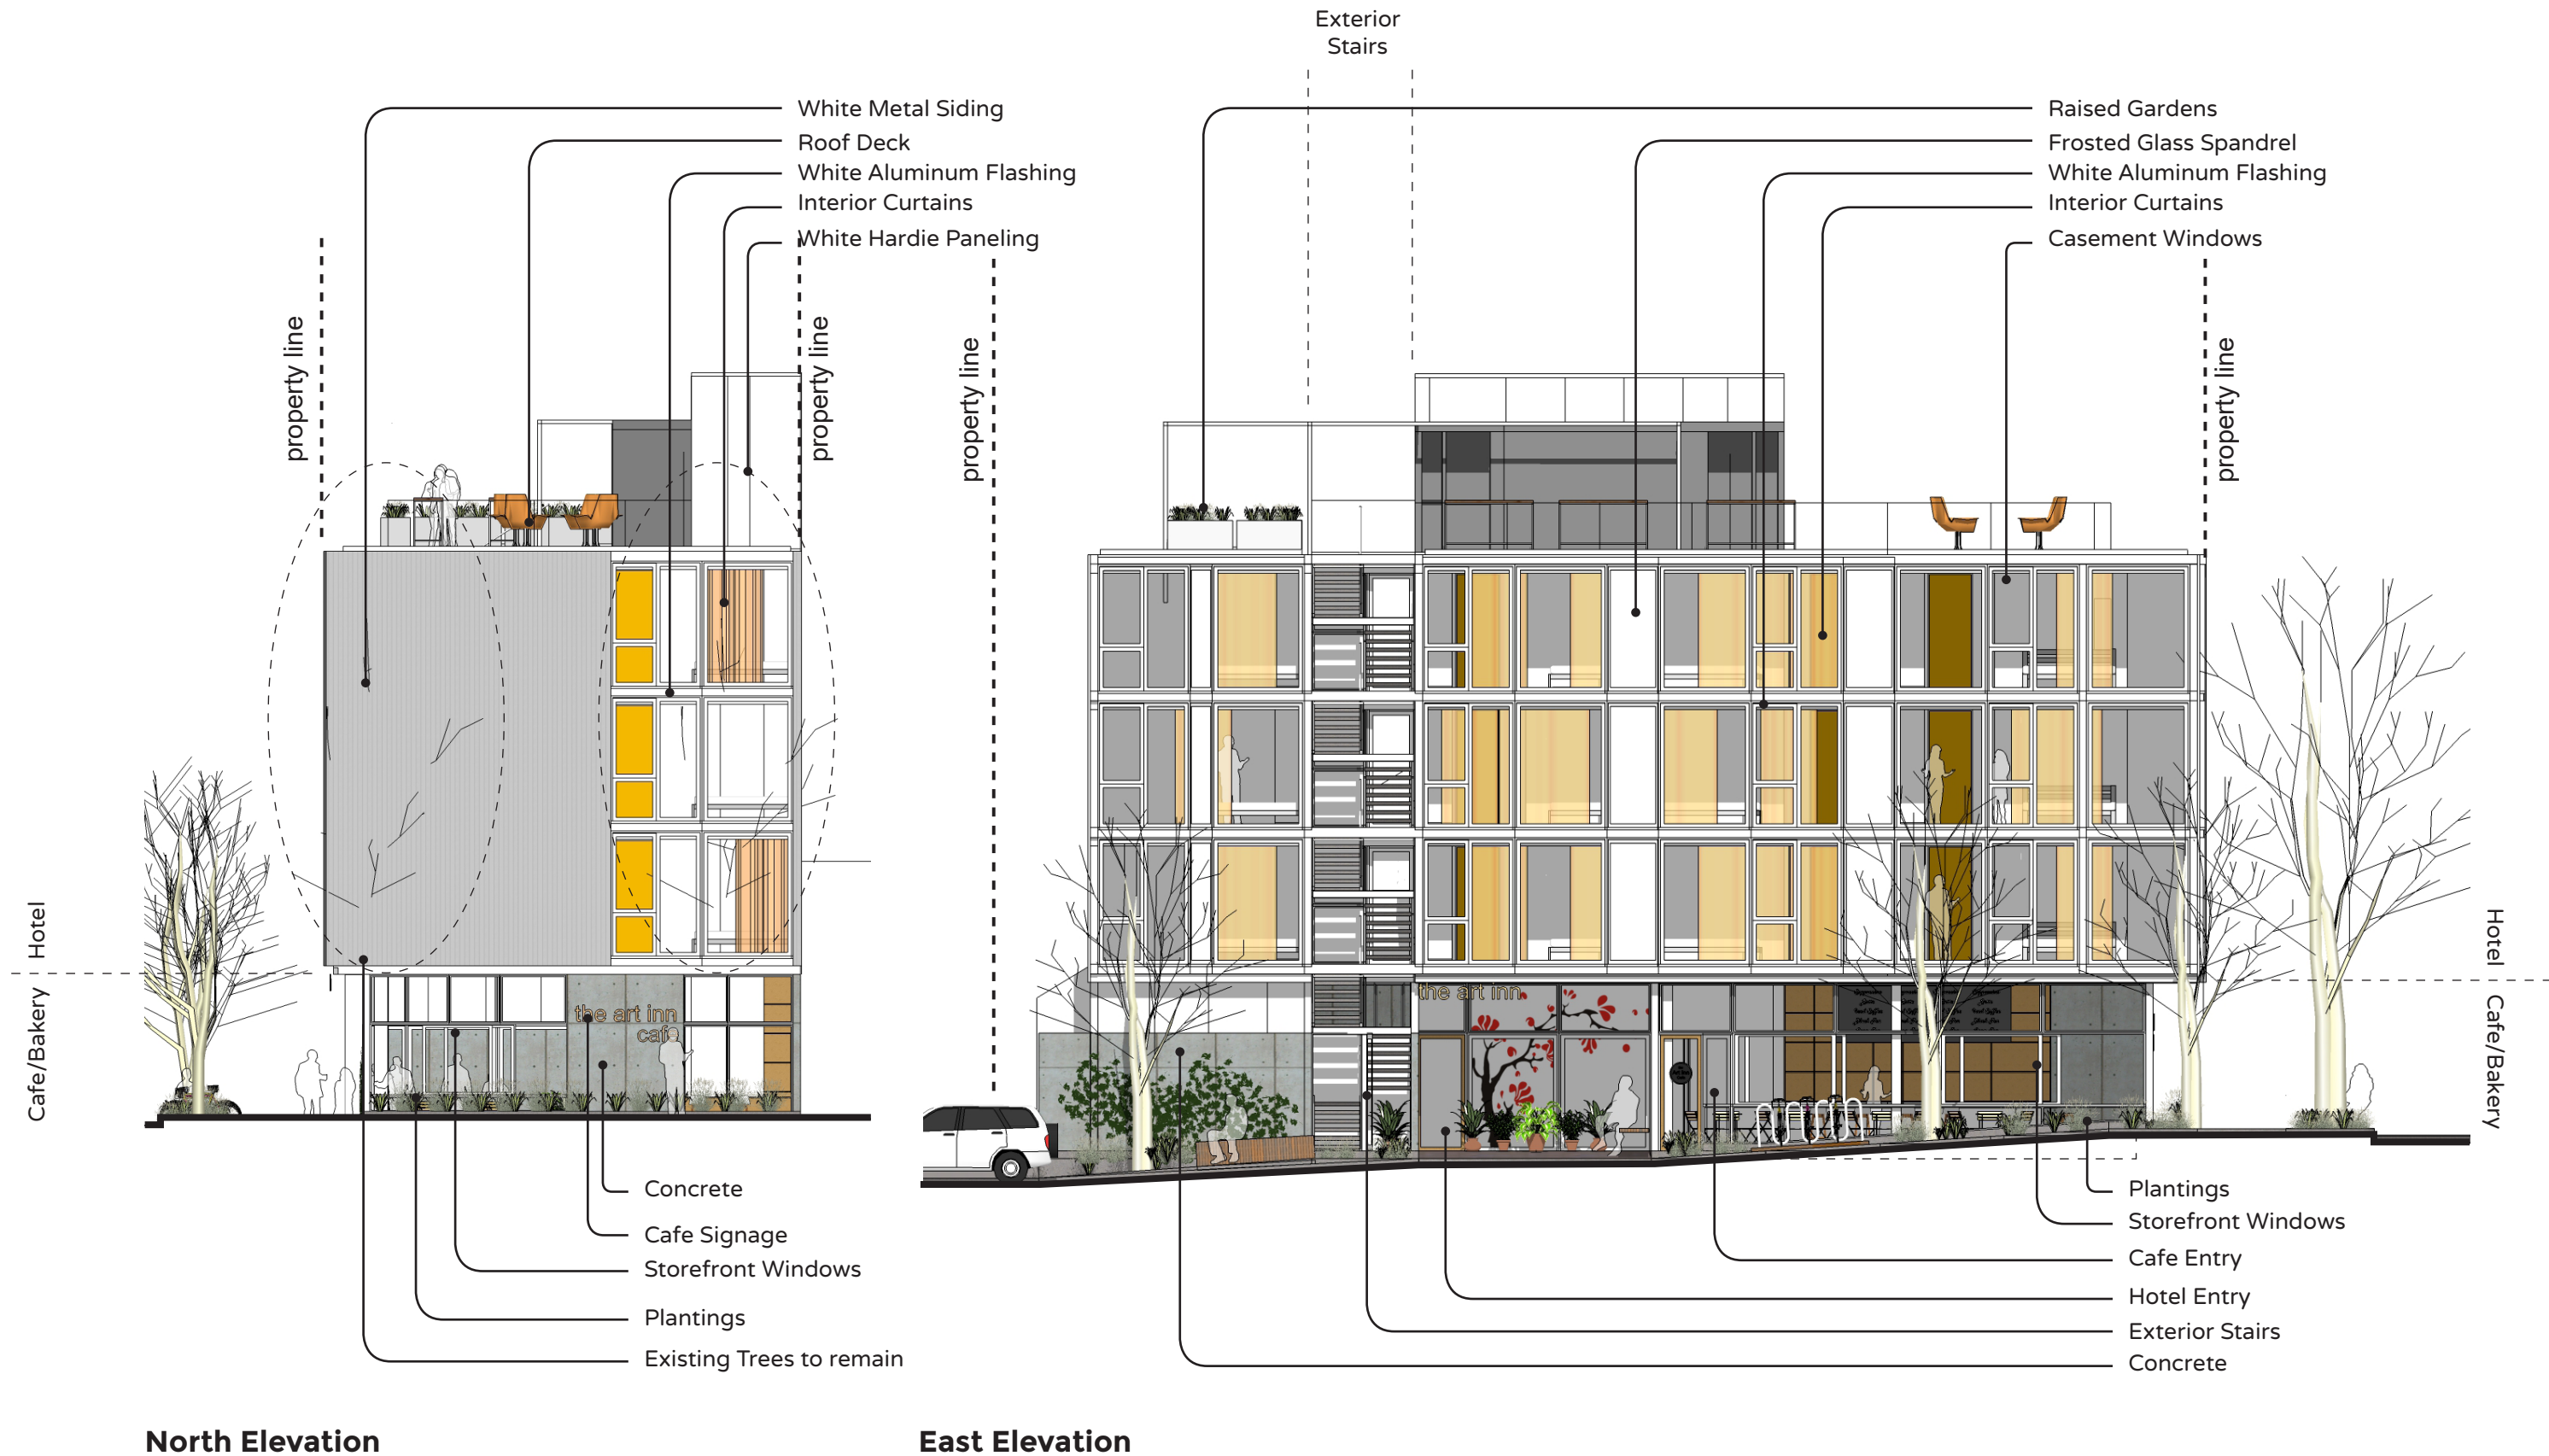 Exterior
Stairs
White Metal Siding
Roof Deck
White Aluminum Flashing
Interior Curtains
White Hardie Paneling
Raised Gardens
Frosted Glass Spandrel
White Aluminum Flashing
Interior Curtains
Casement Windows
property line
property line
property line
property line
Hotel
Cafe/Bakery
the art inn
cafe
the art inn
Hotel
Cafe/Bakery
Concrete
Cafe Signage
Storefront Windows
Plantings
Existing Trees to remain
Plantings
Storefront Windows
Cafe Entry
Hotel Entry
Exterior Stairs
Concrete
North Elevation
East Elevation